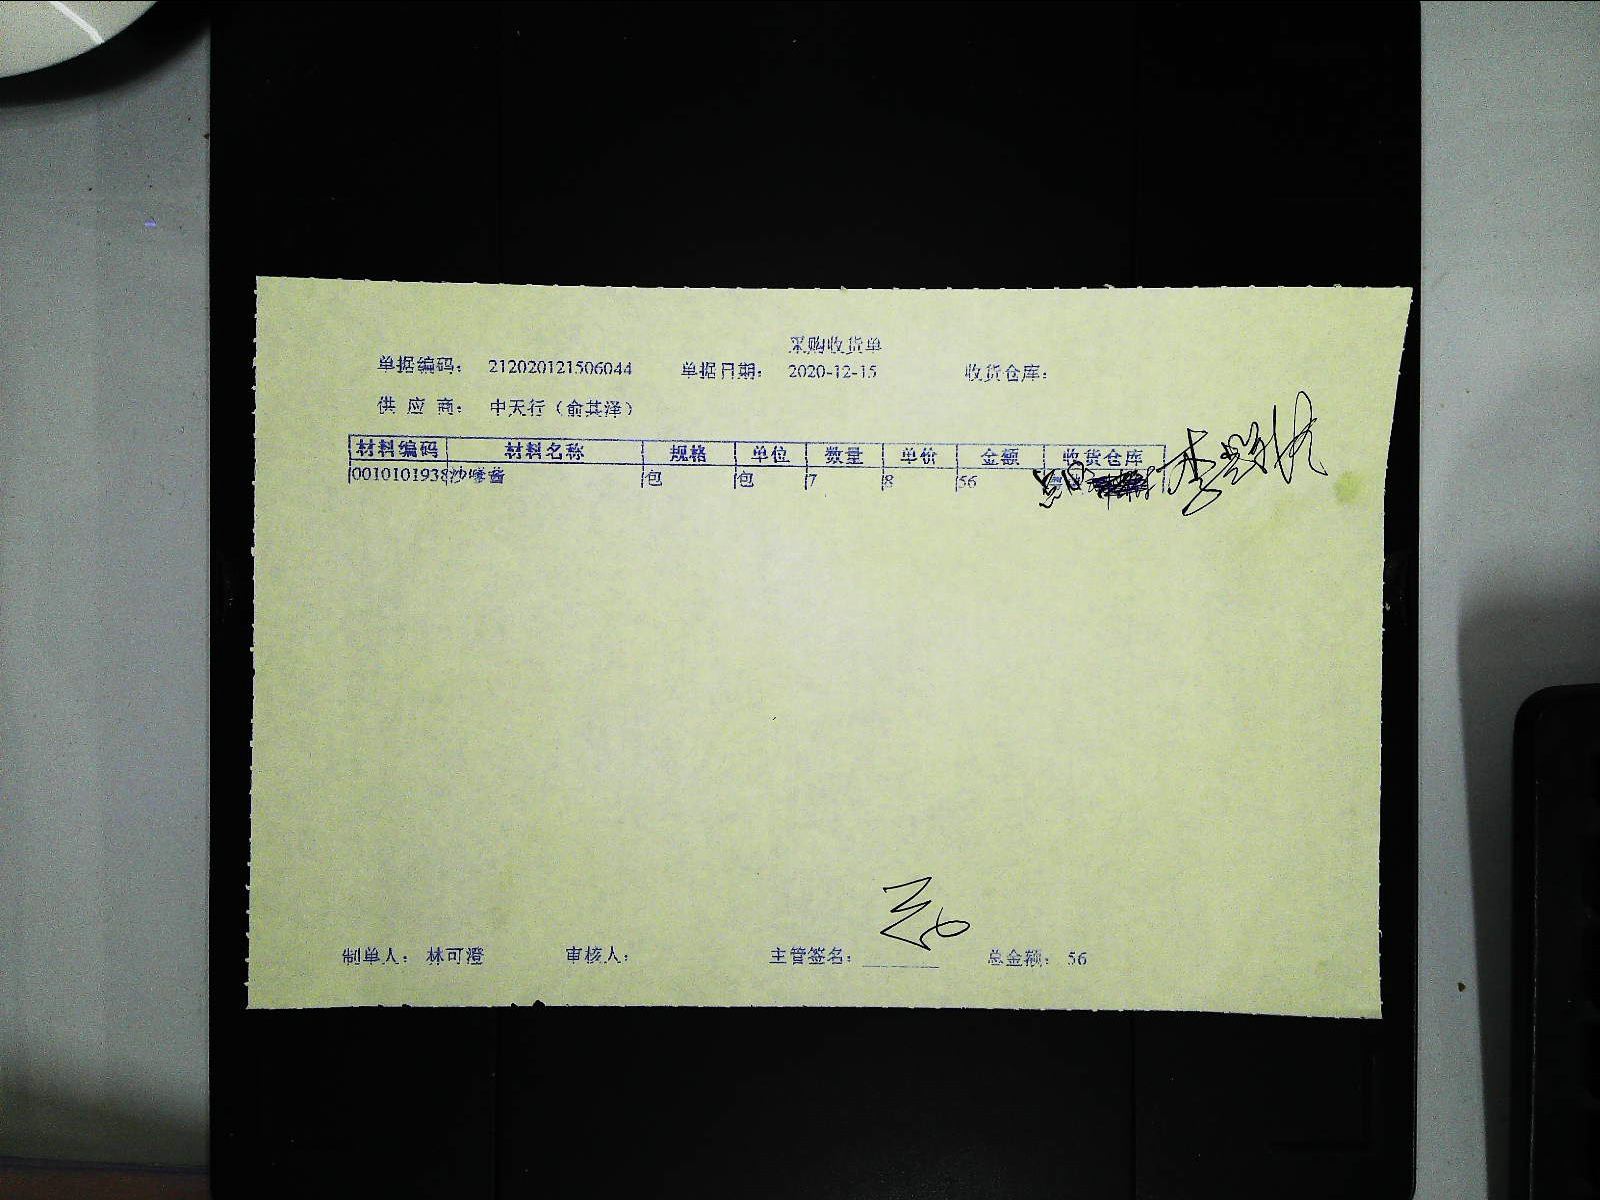 采购收货单
单据编码： 212020121506044 单据日期： 2020-12-15 收货仓库：
供 应 商： 中天行（俞其泽）
材料编码 材料名称 规格 单位 数量 单价 金额 收货仓库
0010101938 沙嗲酱 包 包 7 8 56
制单人： 林可澄 审核人： 主管签名： 总金额： 56